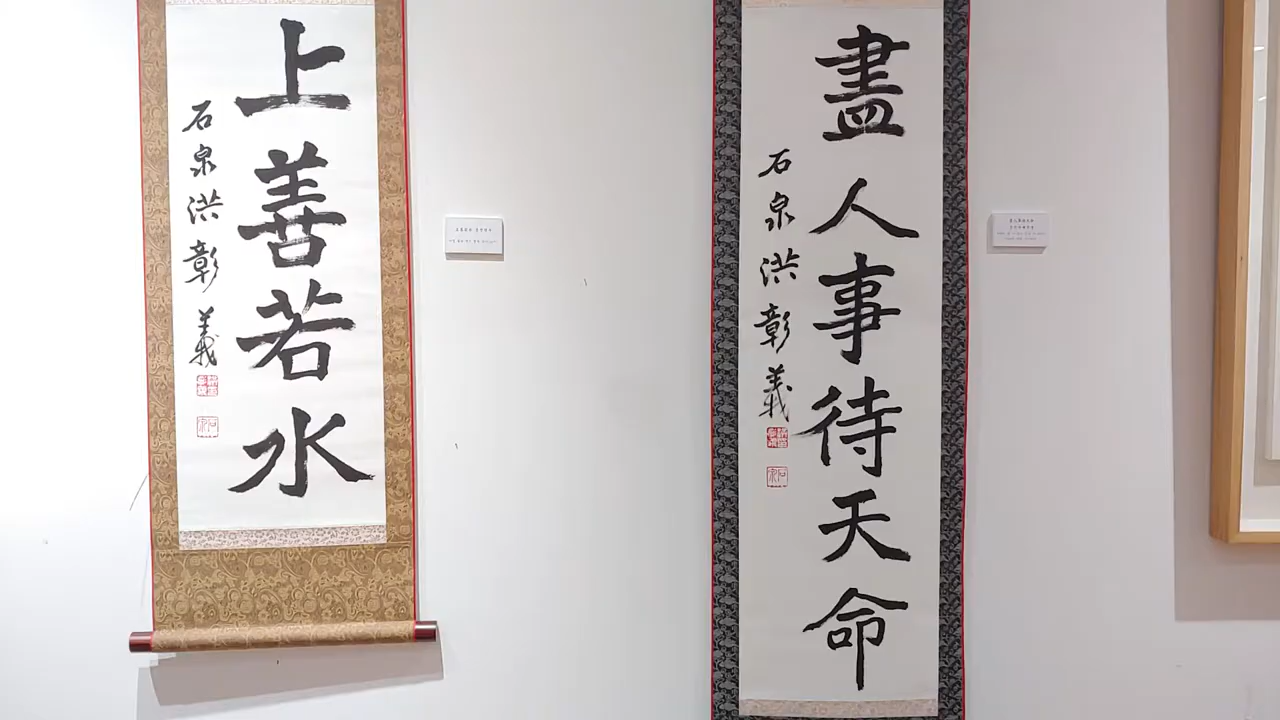 上善若水
石泉 洪彰義
盡人事待天命
石泉 洪彰義